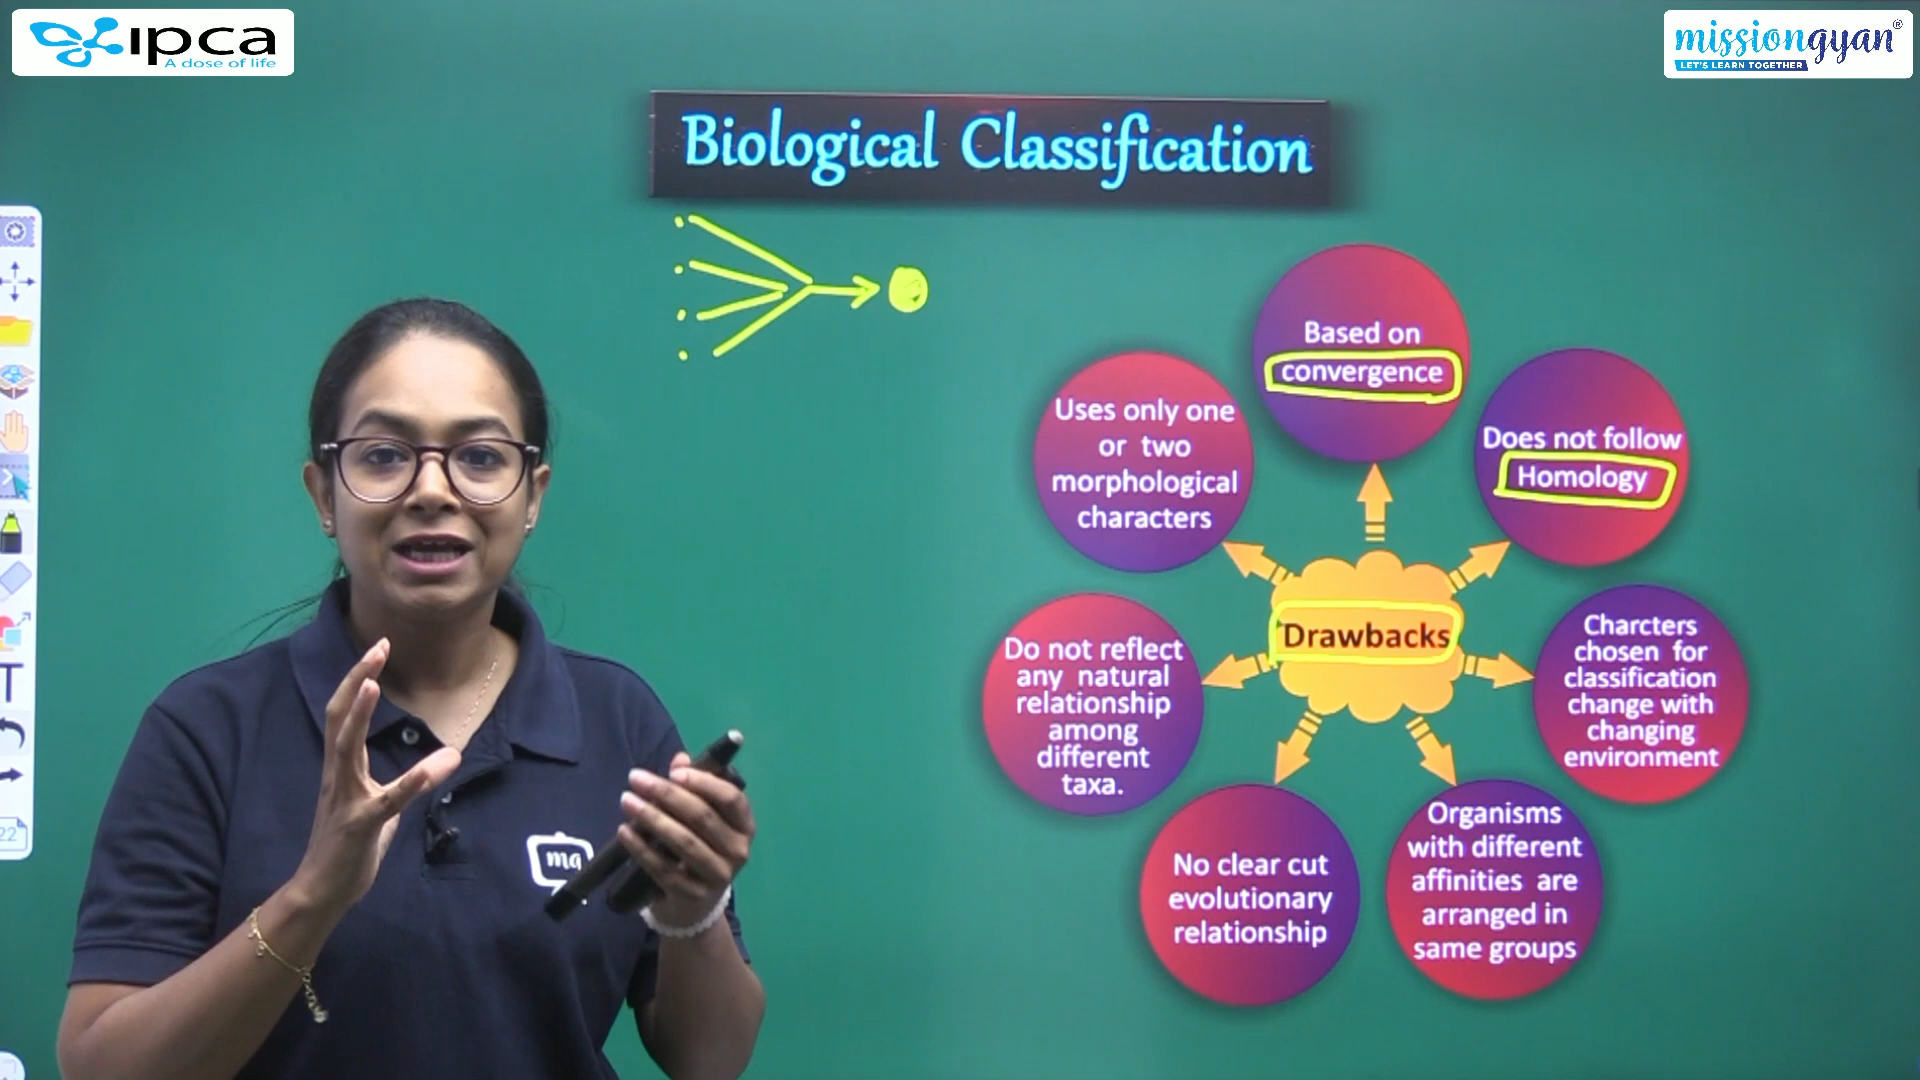 ipca
A dose of life
missiongyan®
LET'S LEARN TOGETHER
Biological Classification
Based on
convergence
Uses only one
or two
morphological
characters
Does not follow
Homology
Drawbacks
Do not reflect
any natural
relationship
among
different
taxa.
Charcters
chosen for
classification
change with
changing
environment
No clear cut
evolutionary
relationship
Organisms
with different
affinities are
arranged in
same groups
mg
T
22